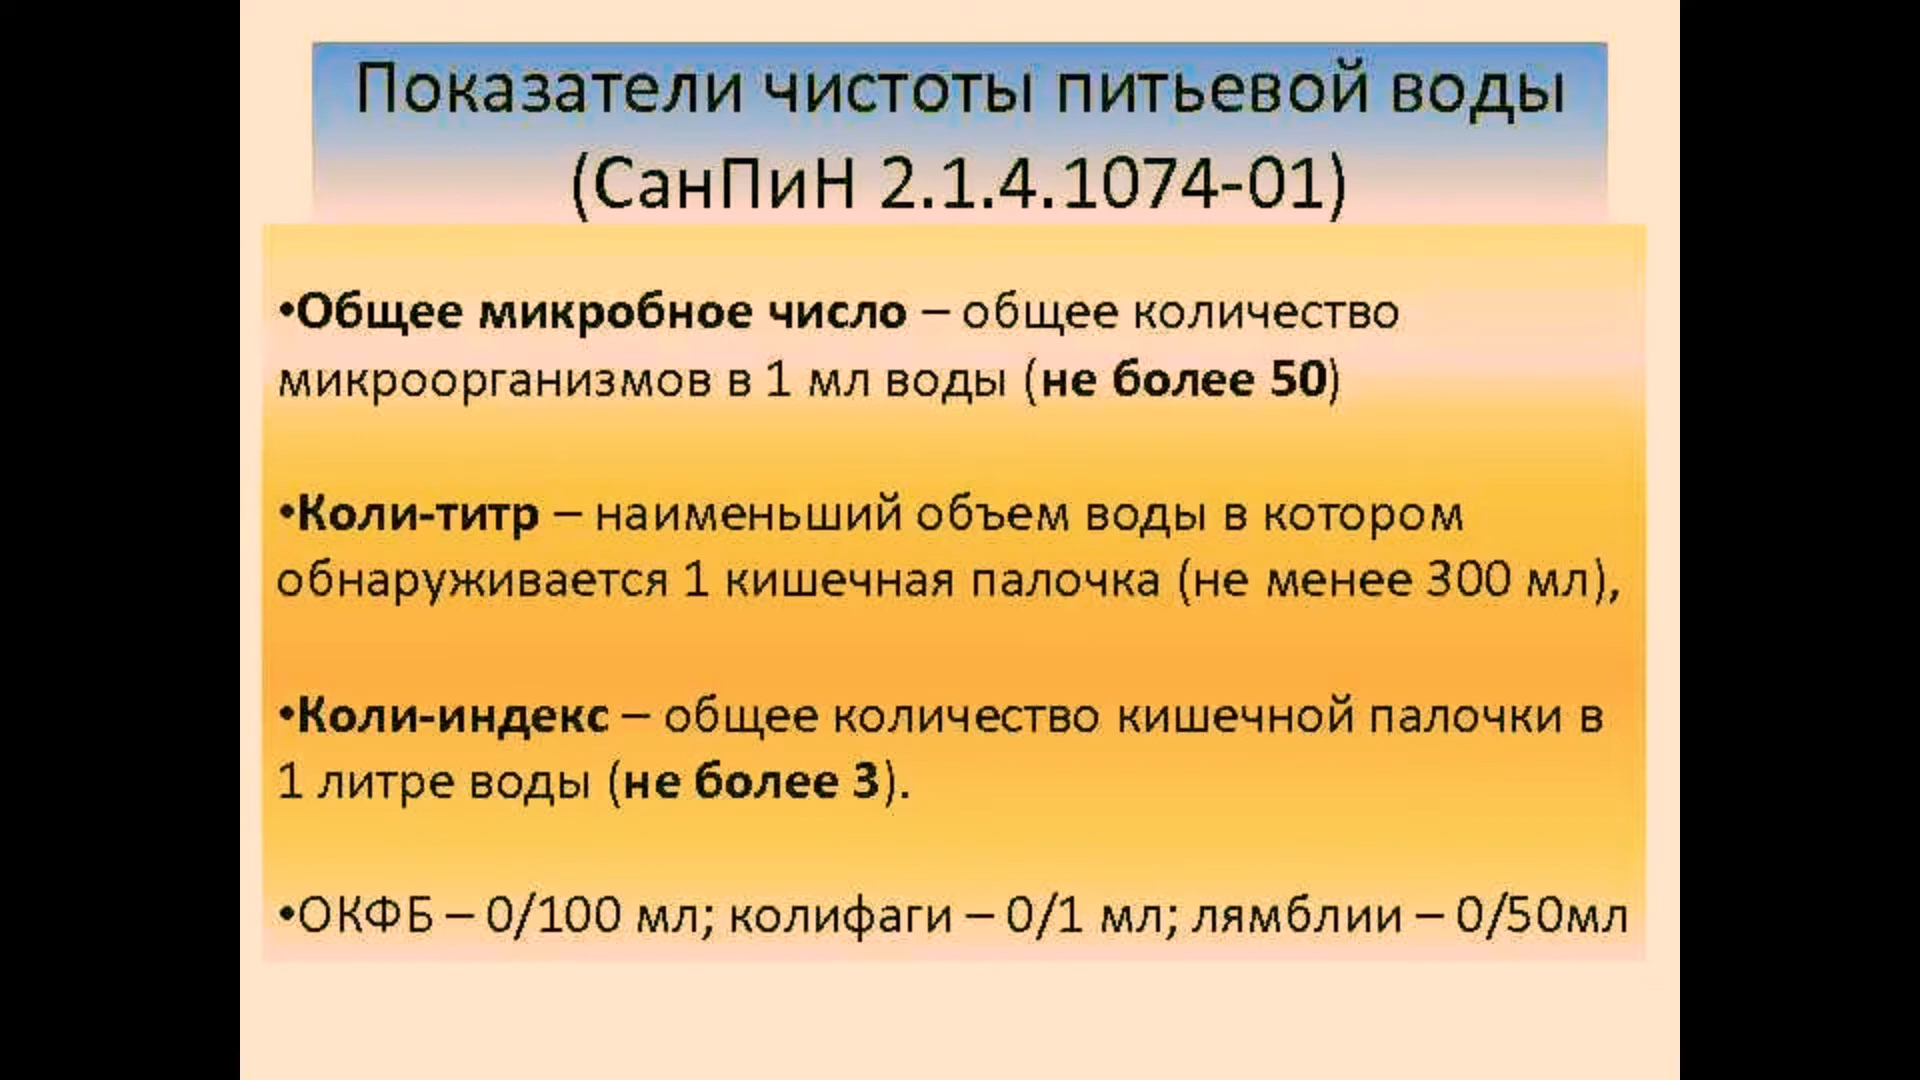 Показатели чистоты питьевой воды
(СанПиН 2.1.4.1074-01)
•Общее микробное число – общее количество
микроорганизмов в 1 мл воды (не более 50)
•Коли-титр – наименьший объем воды в котором
обнаруживается 1 кишечная палочка (не менее 300 мл),
•Коли-индекс – общее количество кишечной палочки в
1 литре воды (не более 3).
•ОКФБ – 0/100 мл; колифаги – 0/1 мл; лямблии – 0/50мл